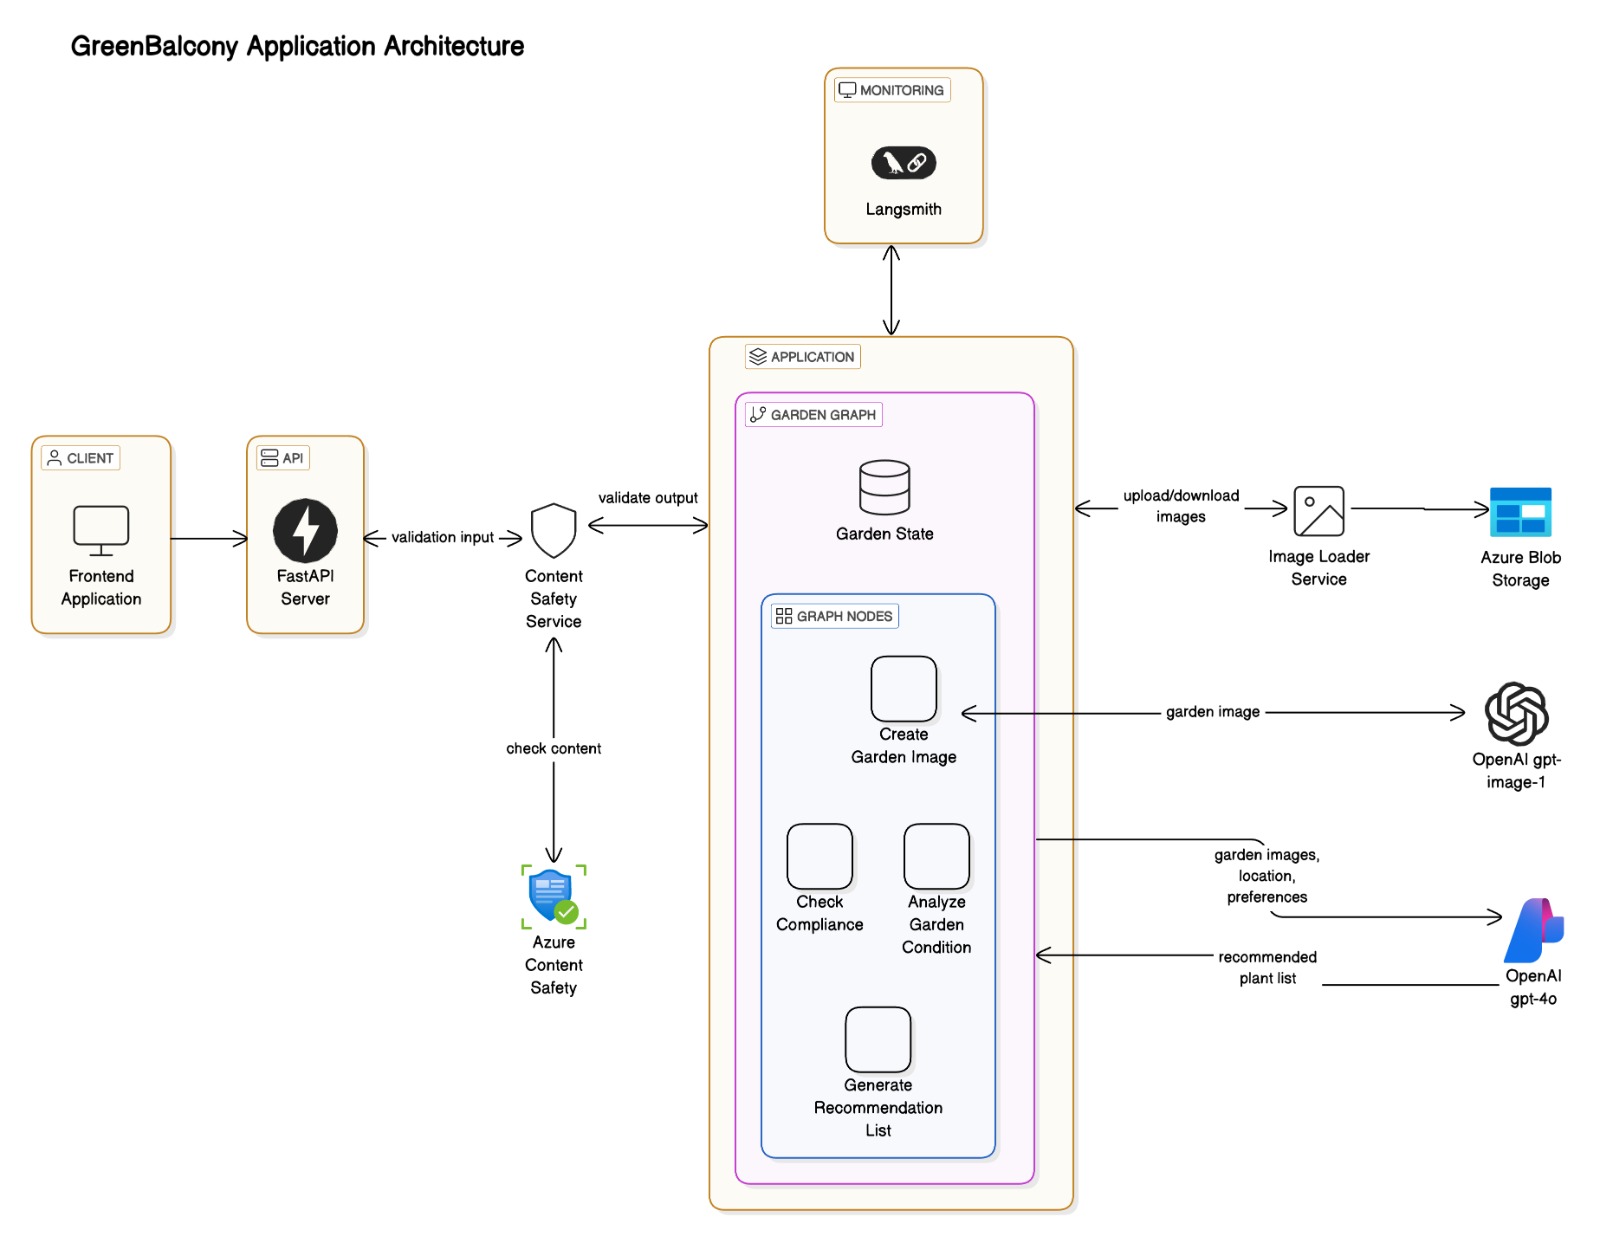 GreenBalcony Application Architecture
MONITORING
Langsmith
APPLICATION
GARDEN GRAPH
Garden State
CLIENT
Frontend
Application
API
FastAPI
Server
validation input
Content
Safety
Service
validate output
check content
Azure
Content
Safety
upload/download
images
Image Loader
Service
Azure Blob
Storage
GRAPH NODES
Create
Garden Image
garden image
OpenAI gpt-
image-1
Check
Compliance
Analyze
Garden
Condition
garden images,
location,
preferences
recommended
plant list
OpenAI
gpt-4o
Generate
Recommendation
List